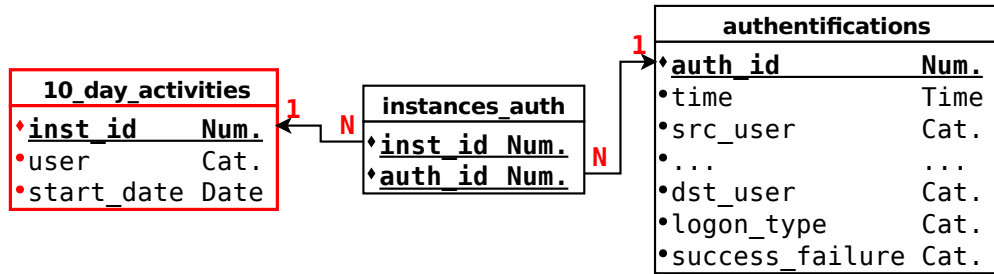 10_day_activities
inst_id Num.
user Cat.
start_date Date
1
N
instances_auth
inst_id Num.
auth_id Num.
N
1
authentifications
auth_id Num.
time Time
src_user Cat.
... ...
dst_user Cat.
logon_type Cat.
success_failure Cat.